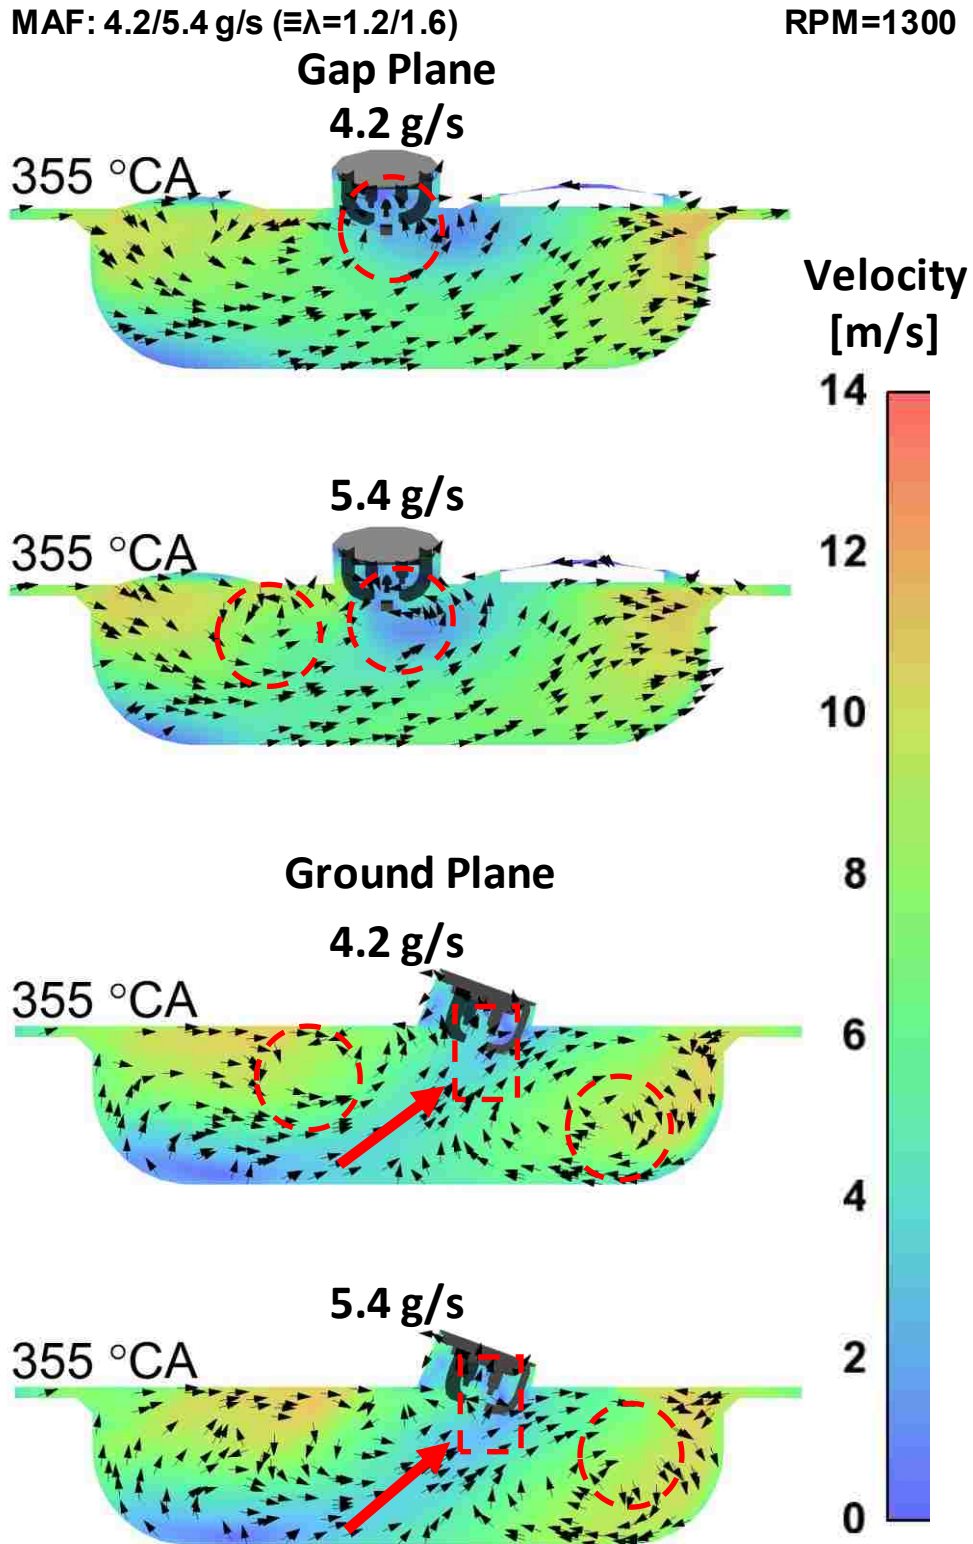 MAF: 4.2/5.4 g/s (≡λ=1.2/1.6) RPM=1300
Gap Plane
4.2 g/s
355 °CA
Velocity
[m/s]
14
5.4 g/s
355 °CA
12
10
Ground Plane
8
4.2 g/s
355 °CA
6
4
5.4 g/s
355 °CA
2
0